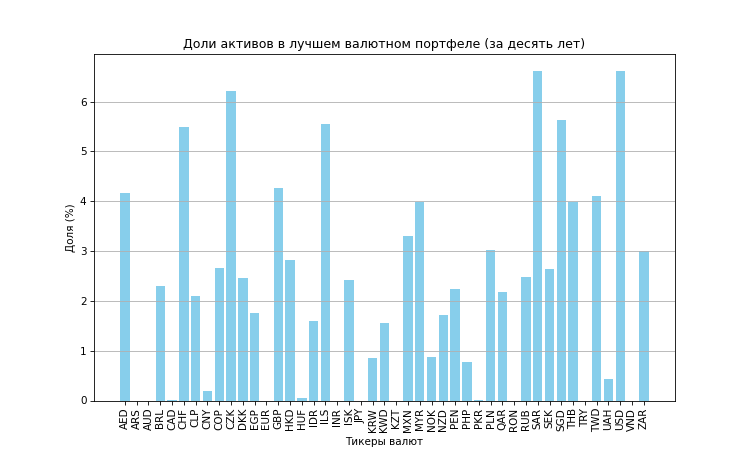 Доли активов в лучшем валютном портфеле (за десять лет)
Доля (%)
6
5
4
3
2
1
0
AED ARS AUD BRL CAD CHF CLP CNY COP CZK DKK EGP EUR GBP HKD HUF IDR ILS INR ISK JPY KRW KWD KZT MXN MYR NOK NZD PEN PHP PKR PLN QAR RON RUB SAR SEK SGD THB TRY TWD UAH USD VND ZAR
Тикеры валют